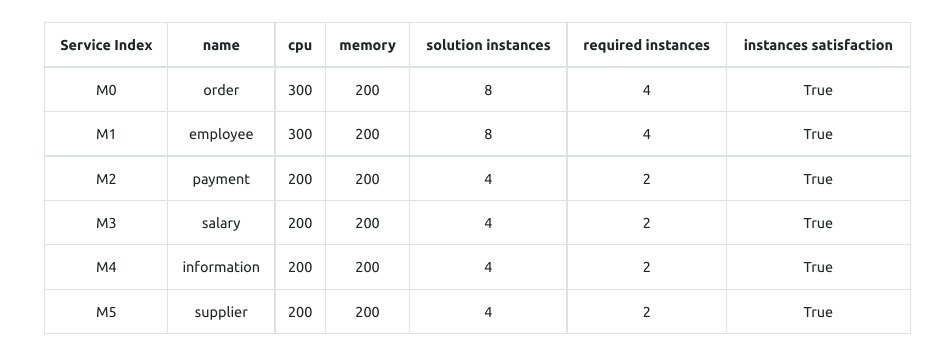 Service Index name cpu memory solution instances required instances instances satisfaction
M0 order 300 200 8 4 True
M1 employee 300 200 8 4 True
M2 payment 200 200 4 2 True
M3 salary 200 200 4 2 True
M4 information 200 200 4 2 True
M5 supplier 200 200 4 2 True